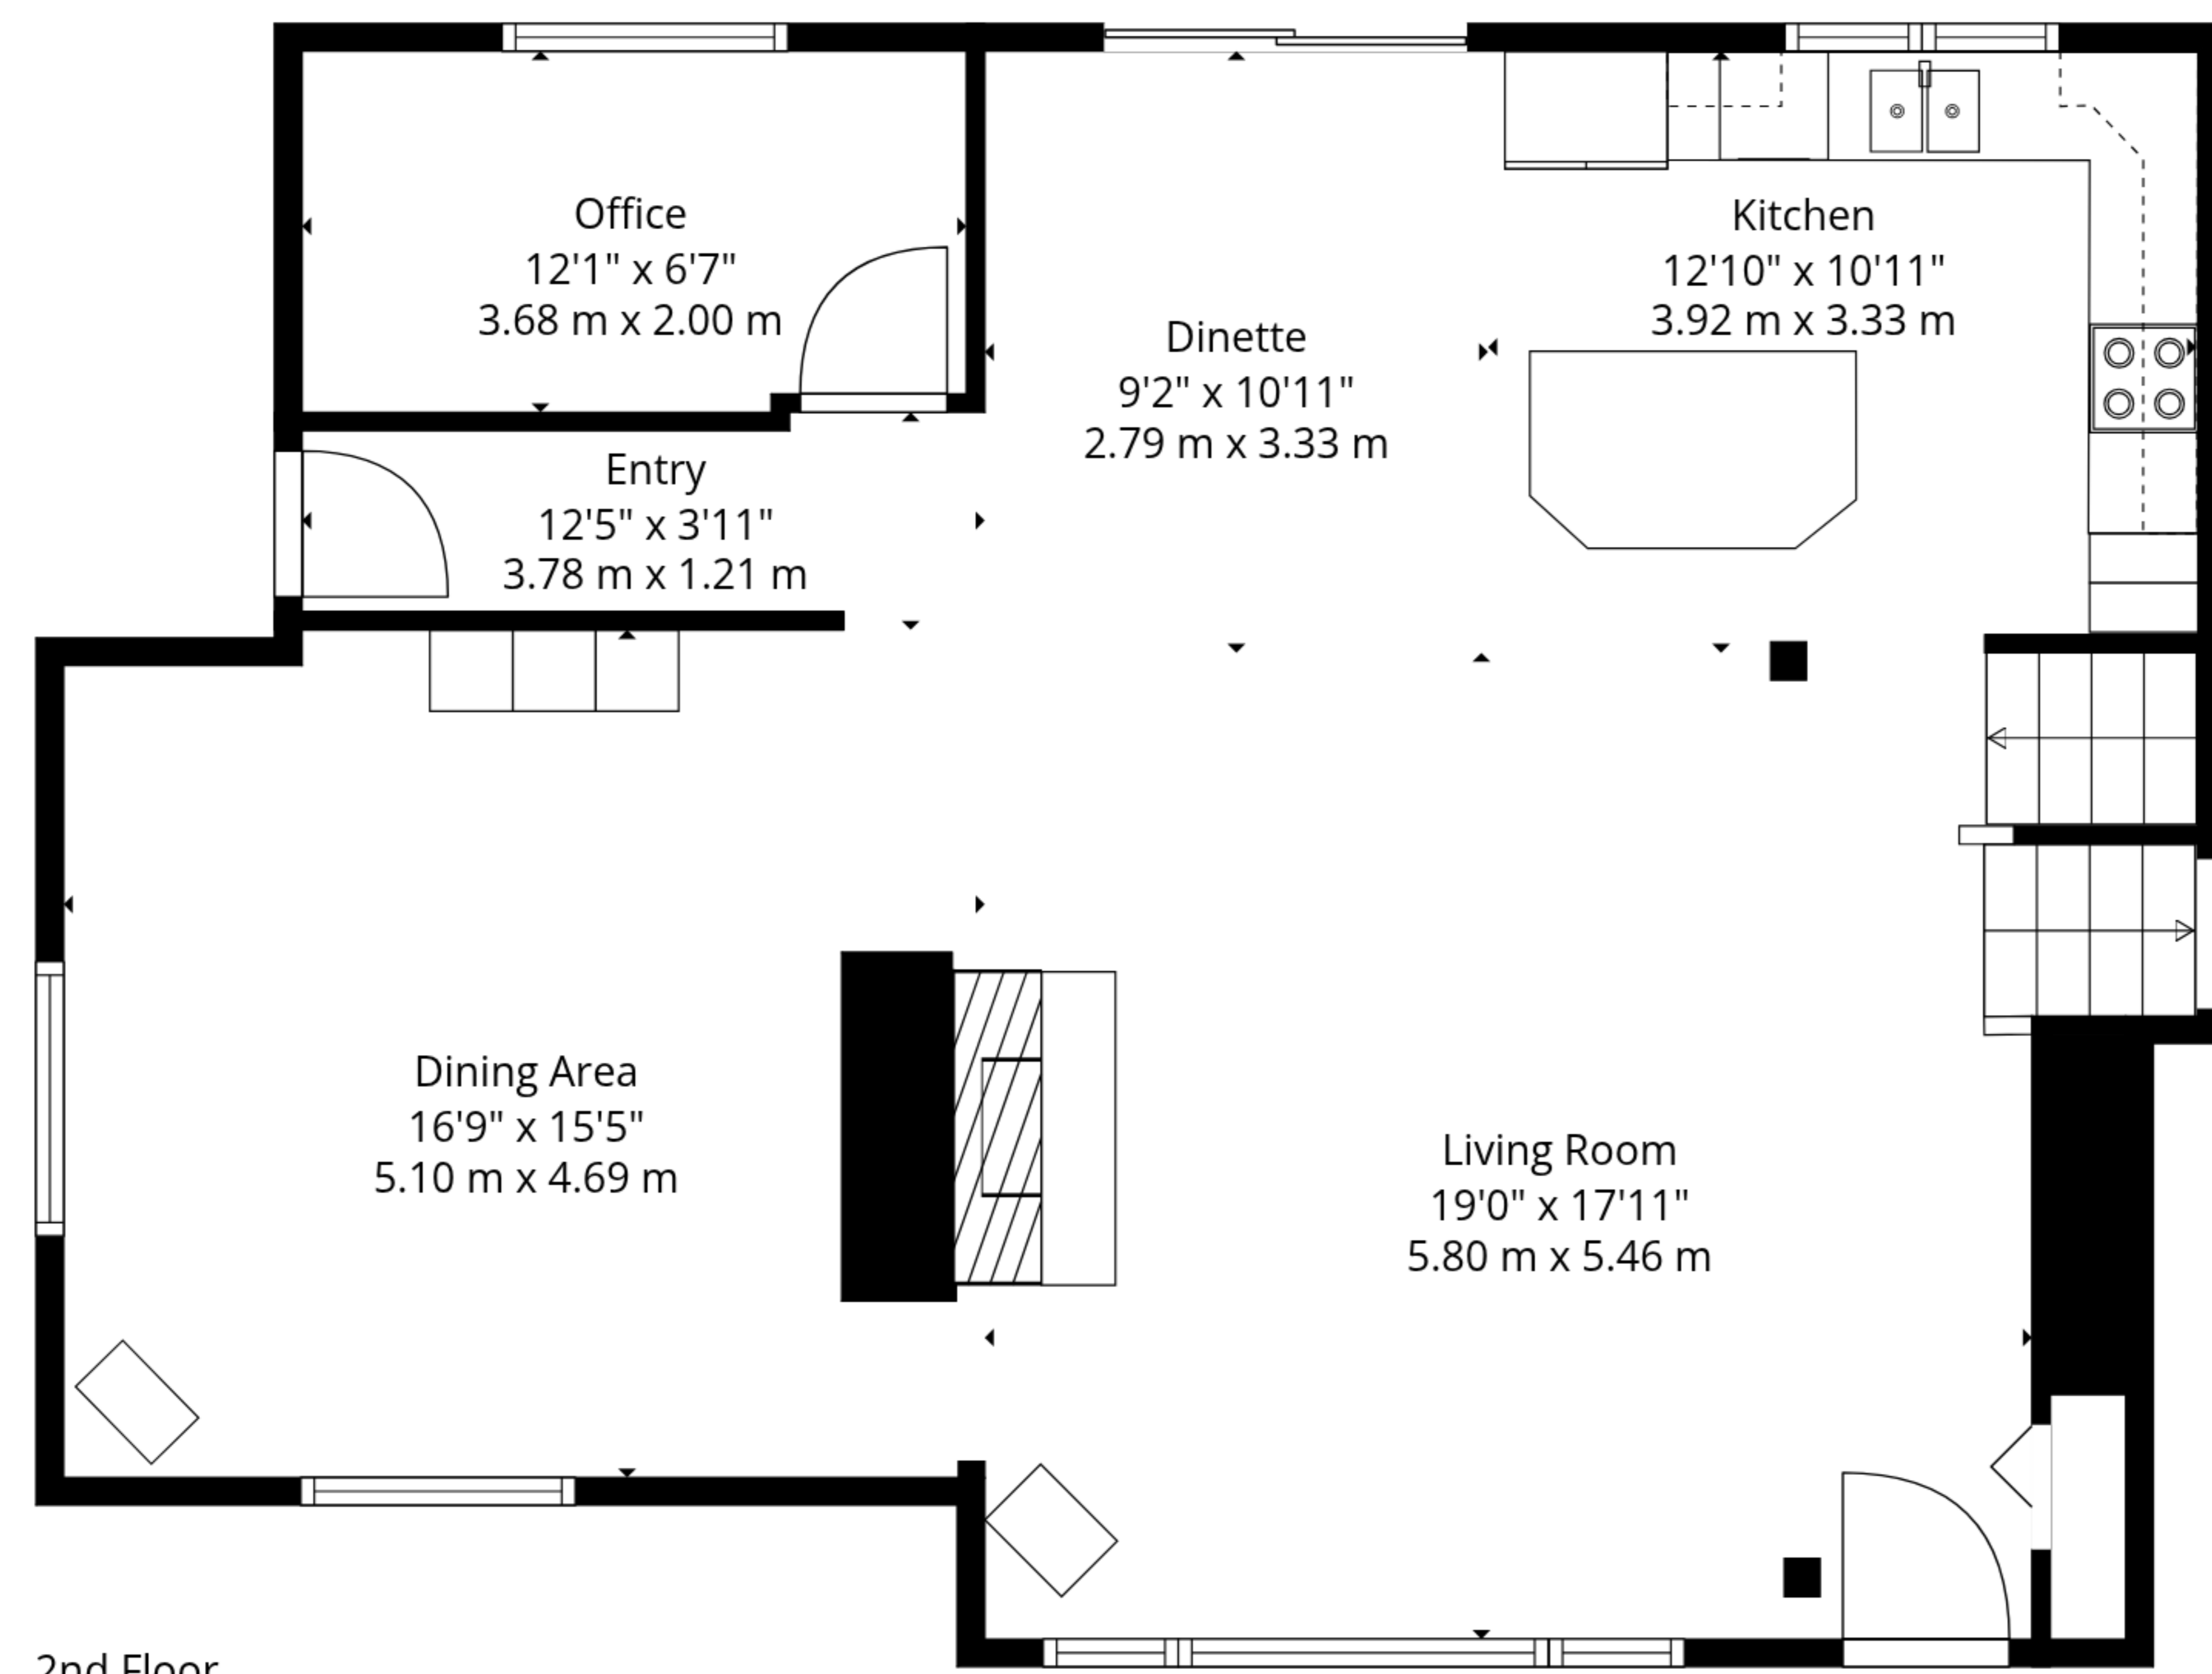 Office
12'1" x 6'7"
3.68 m x 2.00 m
Kitchen
12'10" x 10'11"
3.92 m x 3.33 m
Dinette
9'2" x 10'11"
2.79 m x 3.33 m
Entry
12'5" x 3'11"
3.78 m x 1.21 m
Dining Area
16'9" x 15'5"
5.10 m x 4.69 m
Living Room
19'0" x 17'11"
5.80 m x 5.46 m
2nd Floor